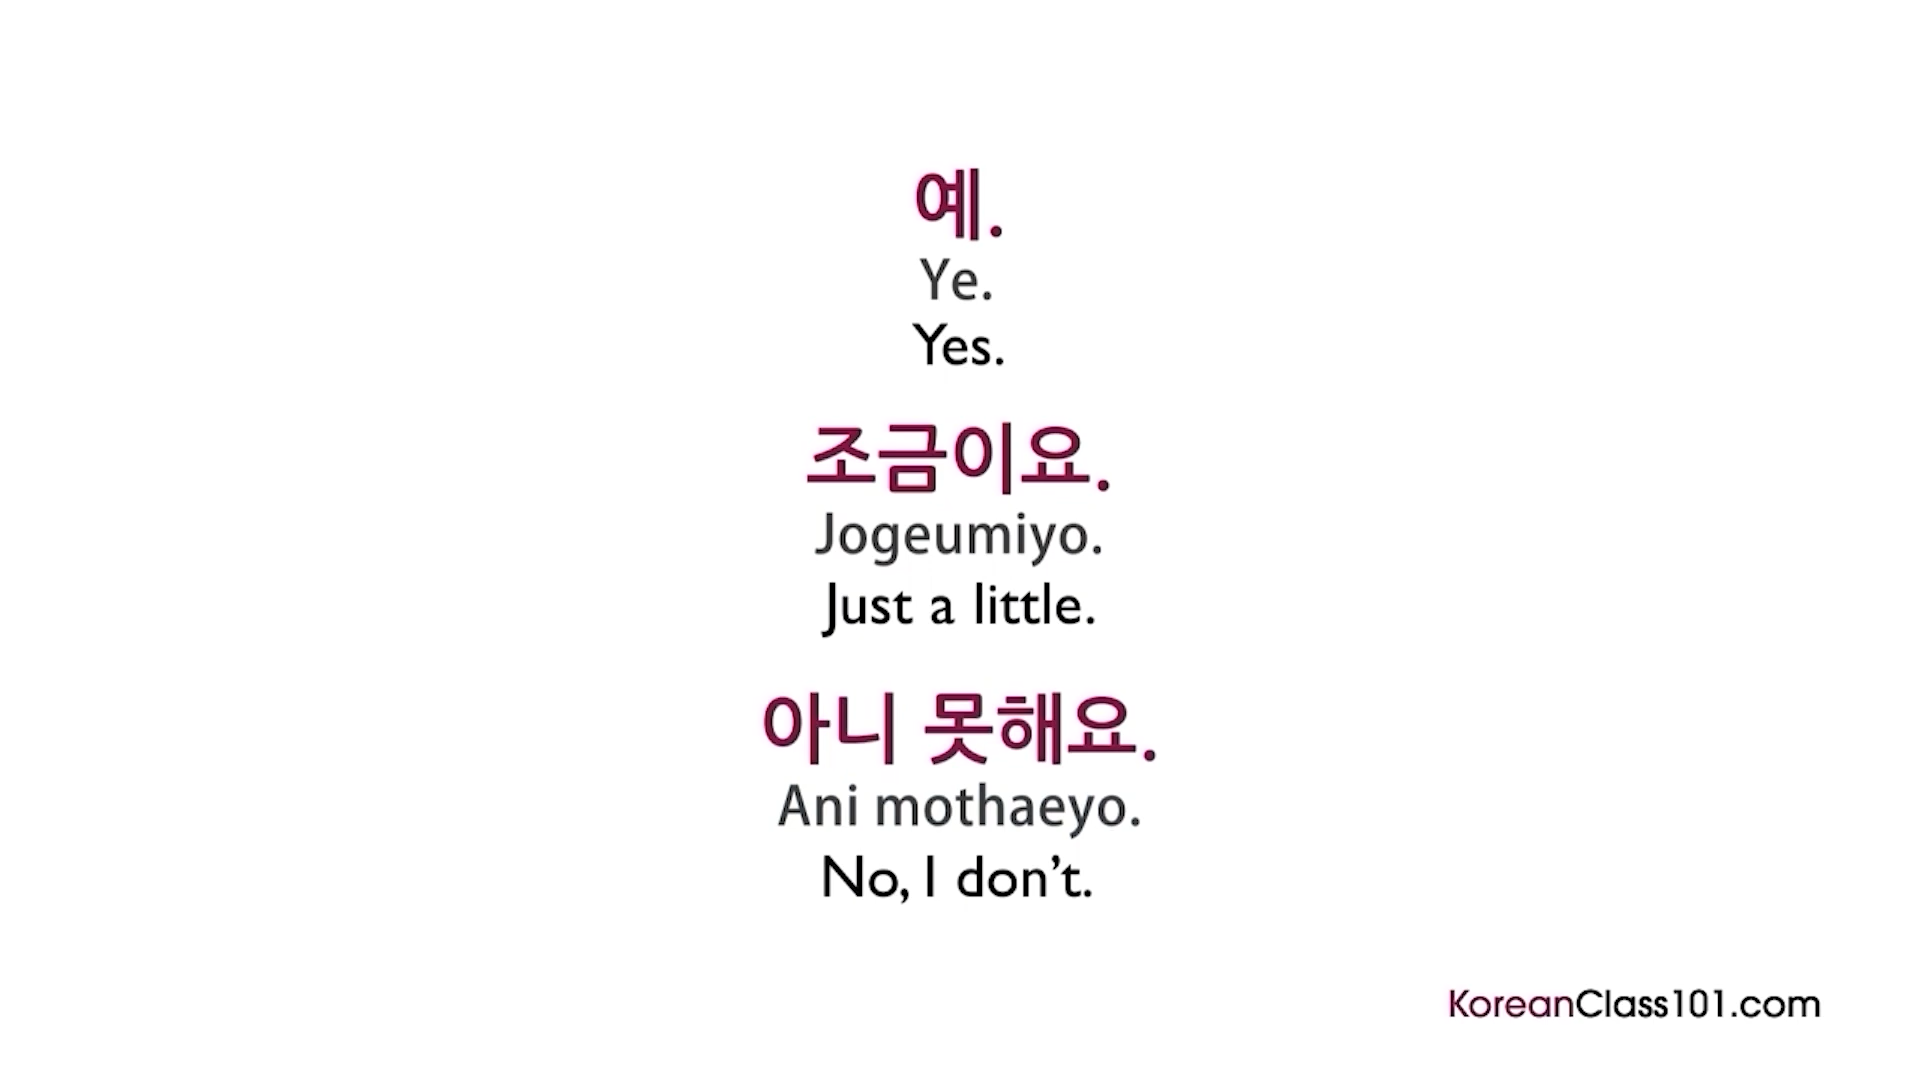 예.
Ye.
Yes.
조금이요.
Jogeumiyo.
Just a little.
아니 못해요.
Ani mothaeyo.
No, I don’t.
KoreanClass101.com